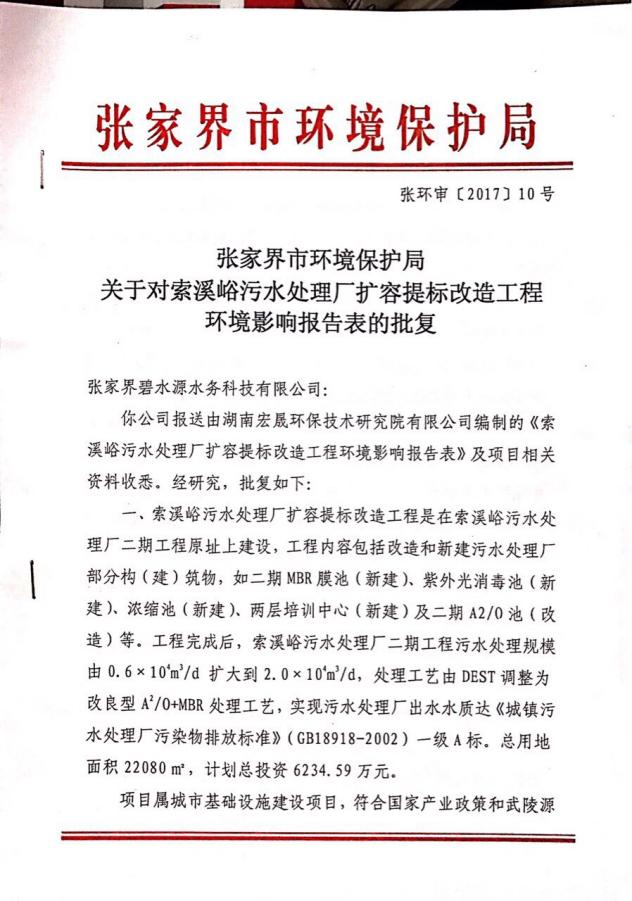 张家界市环境保护局
张环审〔2017〕10号
张家界市环境保护局
关于对索溪峪污水处理厂扩容提标改造工程
环境影响报告表的批复
张家界碧水源水务科技有限公司：
你公司报送由湖南宏晟环保技术研究院有限公司编制的《索
溪峪污水处理厂扩容提标改造工程环境影响报告表》及项目相关
资料收悉。经研究，批复如下：
一、索溪峪污水处理厂扩容提标改造工程是在索溪峪污水处
理厂二期工程原址上建设，工程内容包括改造和新建污水处理厂
部分构（建）筑物，如二期MBR膜池（新建）、紫外光消毒池（新
建）、浓缩池（新建）、两层培训中心（新建）及二期A2/O池（改
造）等。工程完成后，索溪峪污水处理厂二期工程污水处理规模
由0.6×10⁴m³/d 扩大到2.0×10⁴m³/d，处理工艺由DEST调整为
改良型A²/O+MBR处理工艺，实现污水处理厂出水水质达《城镇污
水处理厂污染物排放标准》（GB18918-2002）一级A标。总用地
面积22080㎡，计划总投资6234.59万元。
项目属城市基础设施建设项目，符合国家产业政策和武陵源